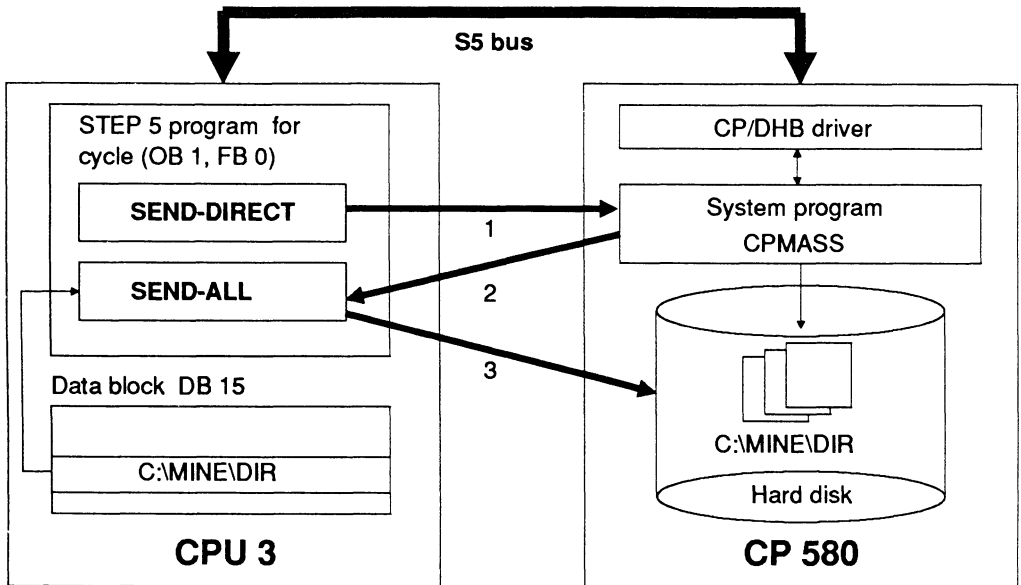 S5 bus
STEP 5 program for
cycle (OB 1, FB 0)
SEND-DIRECT
SEND-ALL
Data block DB 15
C:\MINE\DIR
CPU 3
1
2
3
CP/DHB driver
System program
CPMASS
C:\MINE\DIR
Hard disk
CP 580